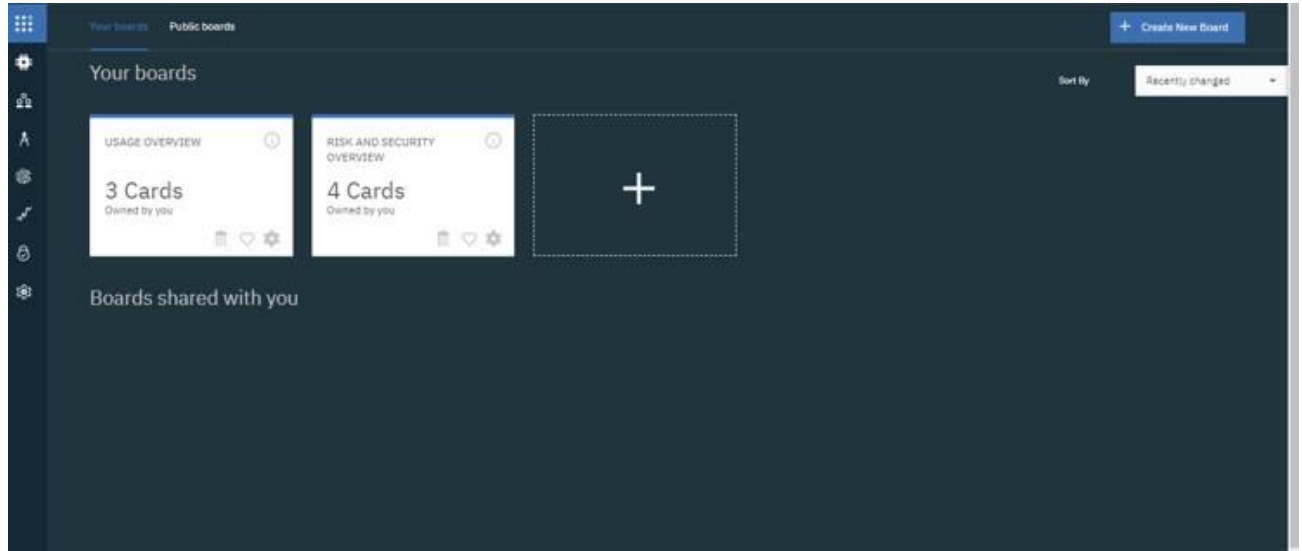 Your boards
Public boards
+ Create New Board
Your boards
Sort By
Recently changed
USAGE OVERVIEW
3 Cards
Owned by you
RISK AND SECURITY
OVERVIEW
4 Cards
Owned by you
Boards shared with you